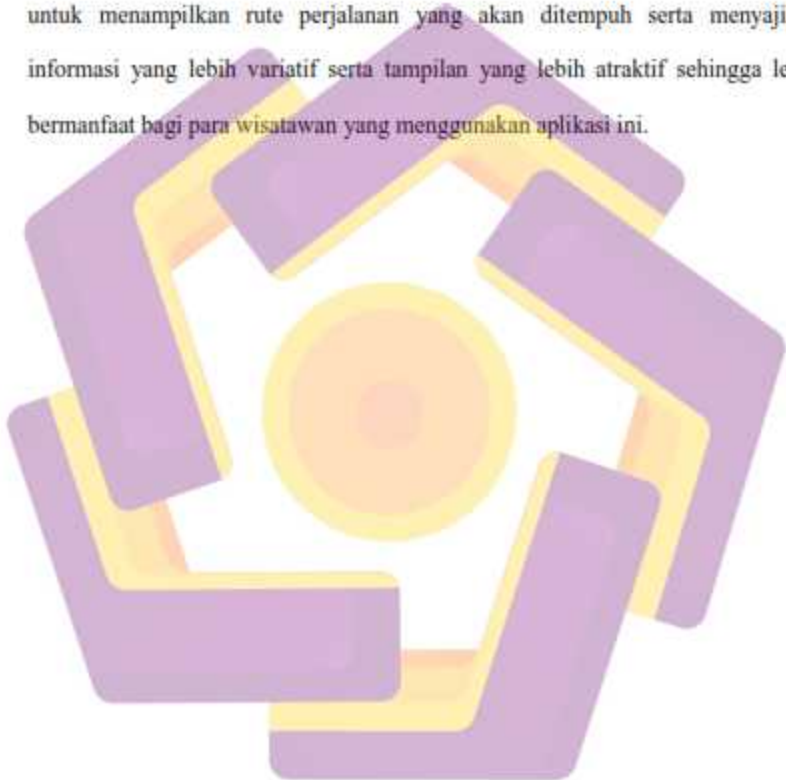 untuk menampilkan rute perjalanan yang akan ditempuh serta menyaji
informasi yang lebih variatif serta tampilan yang lebih atraktif sehingga le
bermanfaat bagi para wisatawan yang menggunakan aplikasi ini.